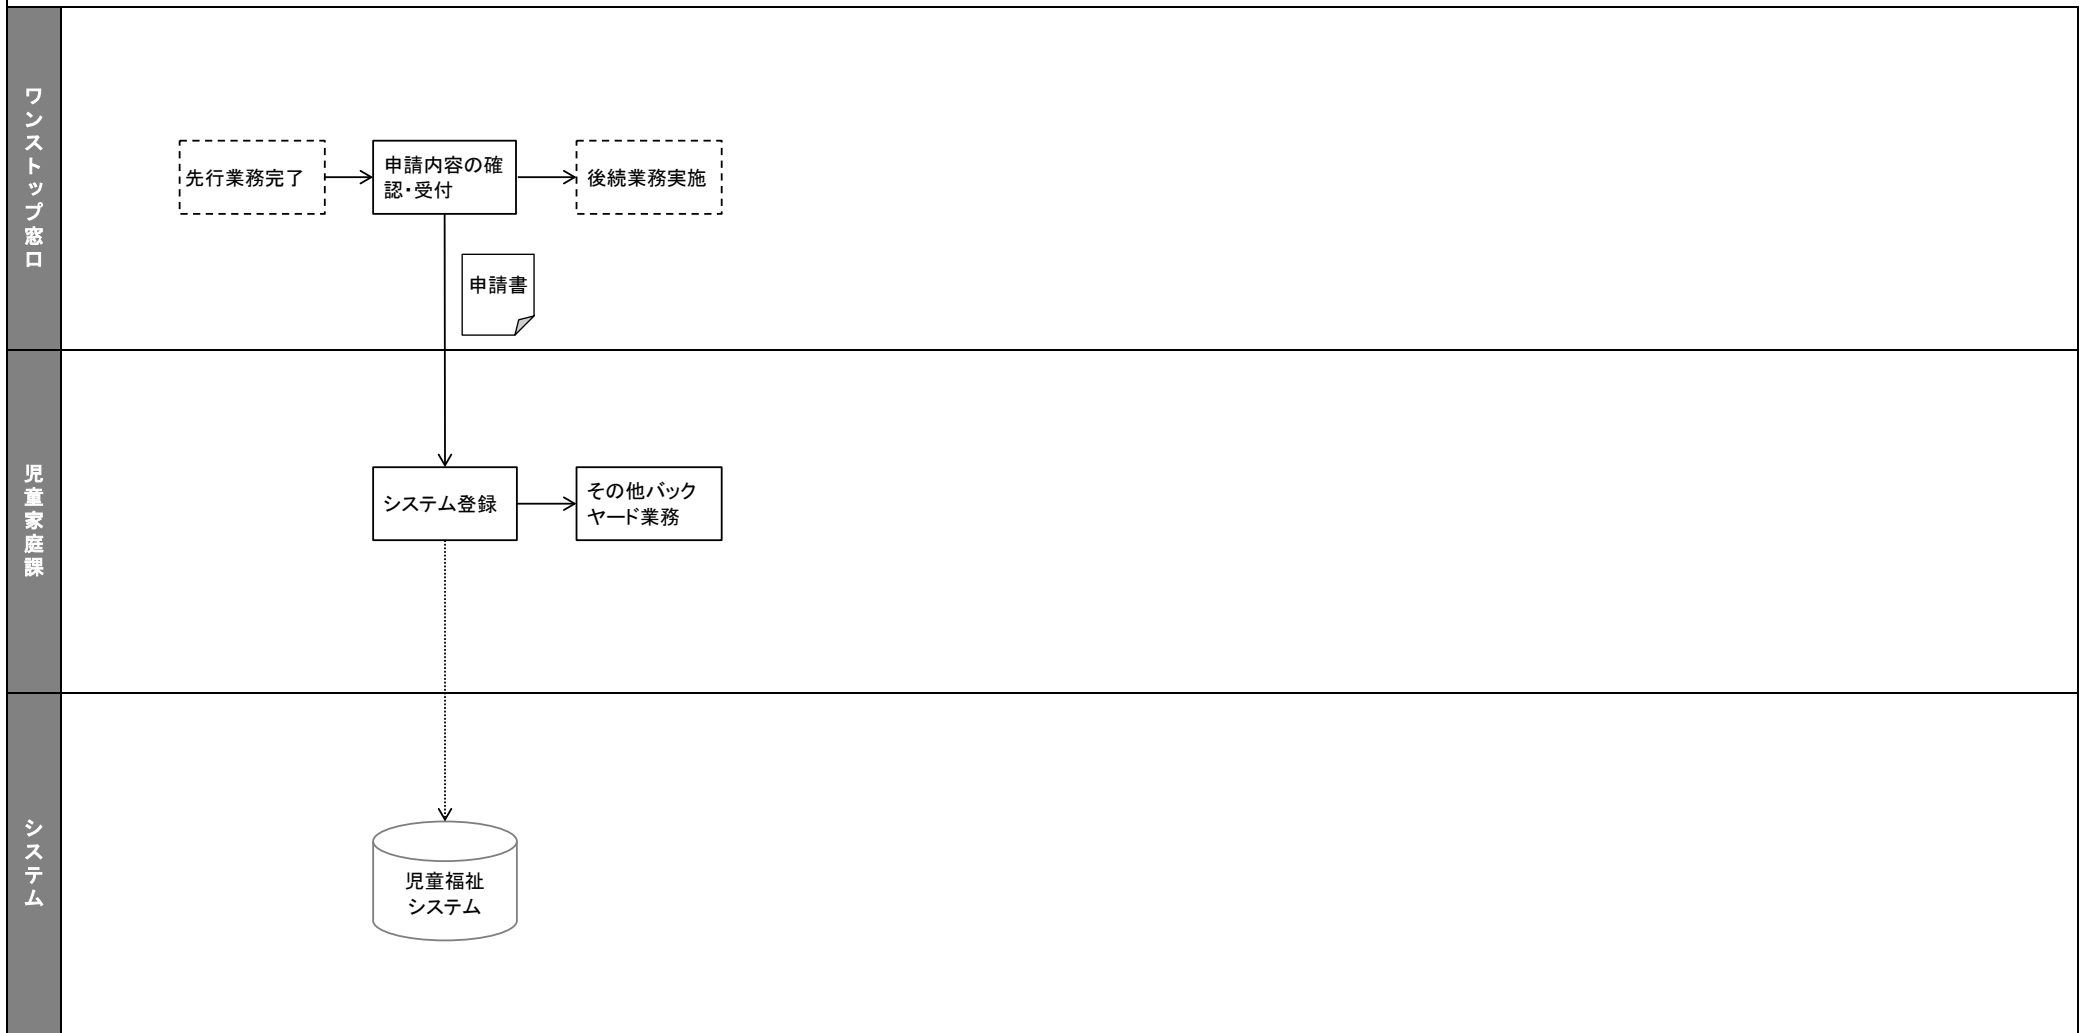 ワンストップ窓口
先行業務完了
申請内容の確
認・受付
後続業務実施
申請書
児童家庭課
システム登録
その他バック
ヤード業務
システム
児童福祉
システム